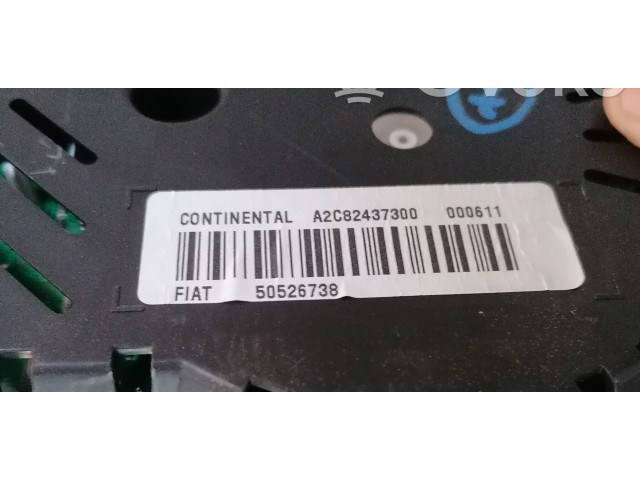 CONTINENTAL A2C82437300 000611
FIAT 50526738